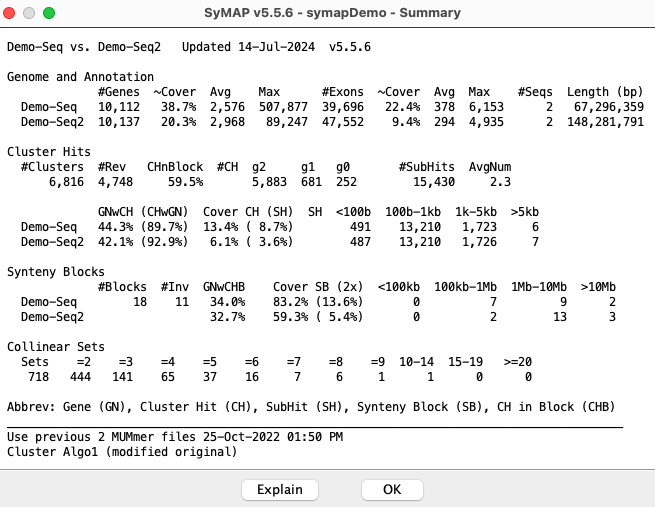 SyMAP v5.5.6 - symapDemo - Summary
Demo-Seq vs. Demo-Seq2   Updated 14-Jul-2024  v5.5.6
Genome and Annotation
             #Genes  ~Cover  Avg    Max      #Exons  ~Cover  Avg  Max    #Seqs  Length (bp)
  Demo-Seq   10,112  38.7%  2,576  507,877  39,696  22.4%  378  6,153      2   67,296,359
  Demo-Seq2  10,137  20.3%  2,968   89,247  47,552   9.4%  294  4,935      2  148,281,791
Cluster Hits
  #Clusters  #Rev   CHnBlock  #CH  g2     g1   g0      #SubHits  AvgNum
      6,816  4,748     59.5%       5,883  681  252       15,430     2.3
             GNwCH (CHwGN)  Cover CH (SH)  SH  <100b  100b-1kb  1k-5kb  >5kb
  Demo-Seq   44.3% (89.7%)  13.4% ( 8.7%)        491    13,210   1,723     6
  Demo-Seq2  42.1% (92.9%)   6.1% ( 3.6%)        487    13,210   1,726     7
Synteny Blocks
             #Blocks  #Inv  GNwCHB    Cover SB (2x)  <100kb  100kb-1Mb  1Mb-10Mb  >10Mb
  Demo-Seq        18    11   34.0%    83.2% (13.6%)       0          7         9      2
  Demo-Seq2                  32.7%    59.3% ( 5.4%)       0          2        13      3
Collinear Sets
  Sets    =2    =3    =4    =5    =6    =7    =8    =9  10-14  15-19   >=20
   718   444   141    65    37    16     7     6     1      1      0      0
Abbrev: Gene (GN), Cluster Hit (CH), SubHit (SH), Synteny Block (SB), CH in Block (CHB)
Use previous 2 MUMmer files 25-Oct-2022 01:50 PM
Cluster Algo1 (modified original)
Explain   OK